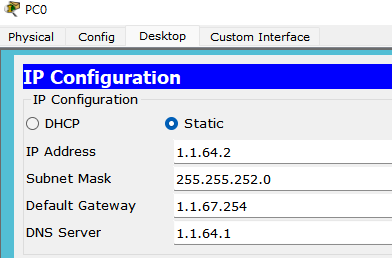 PC0
Physical Config Desktop Custom Interface
IP Configuration
IP Configuration
DHCP Static
IP Address 1.1.64.2
Subnet Mask 255.255.252.0
Default Gateway 1.1.67.254
DNS Server 1.1.64.1